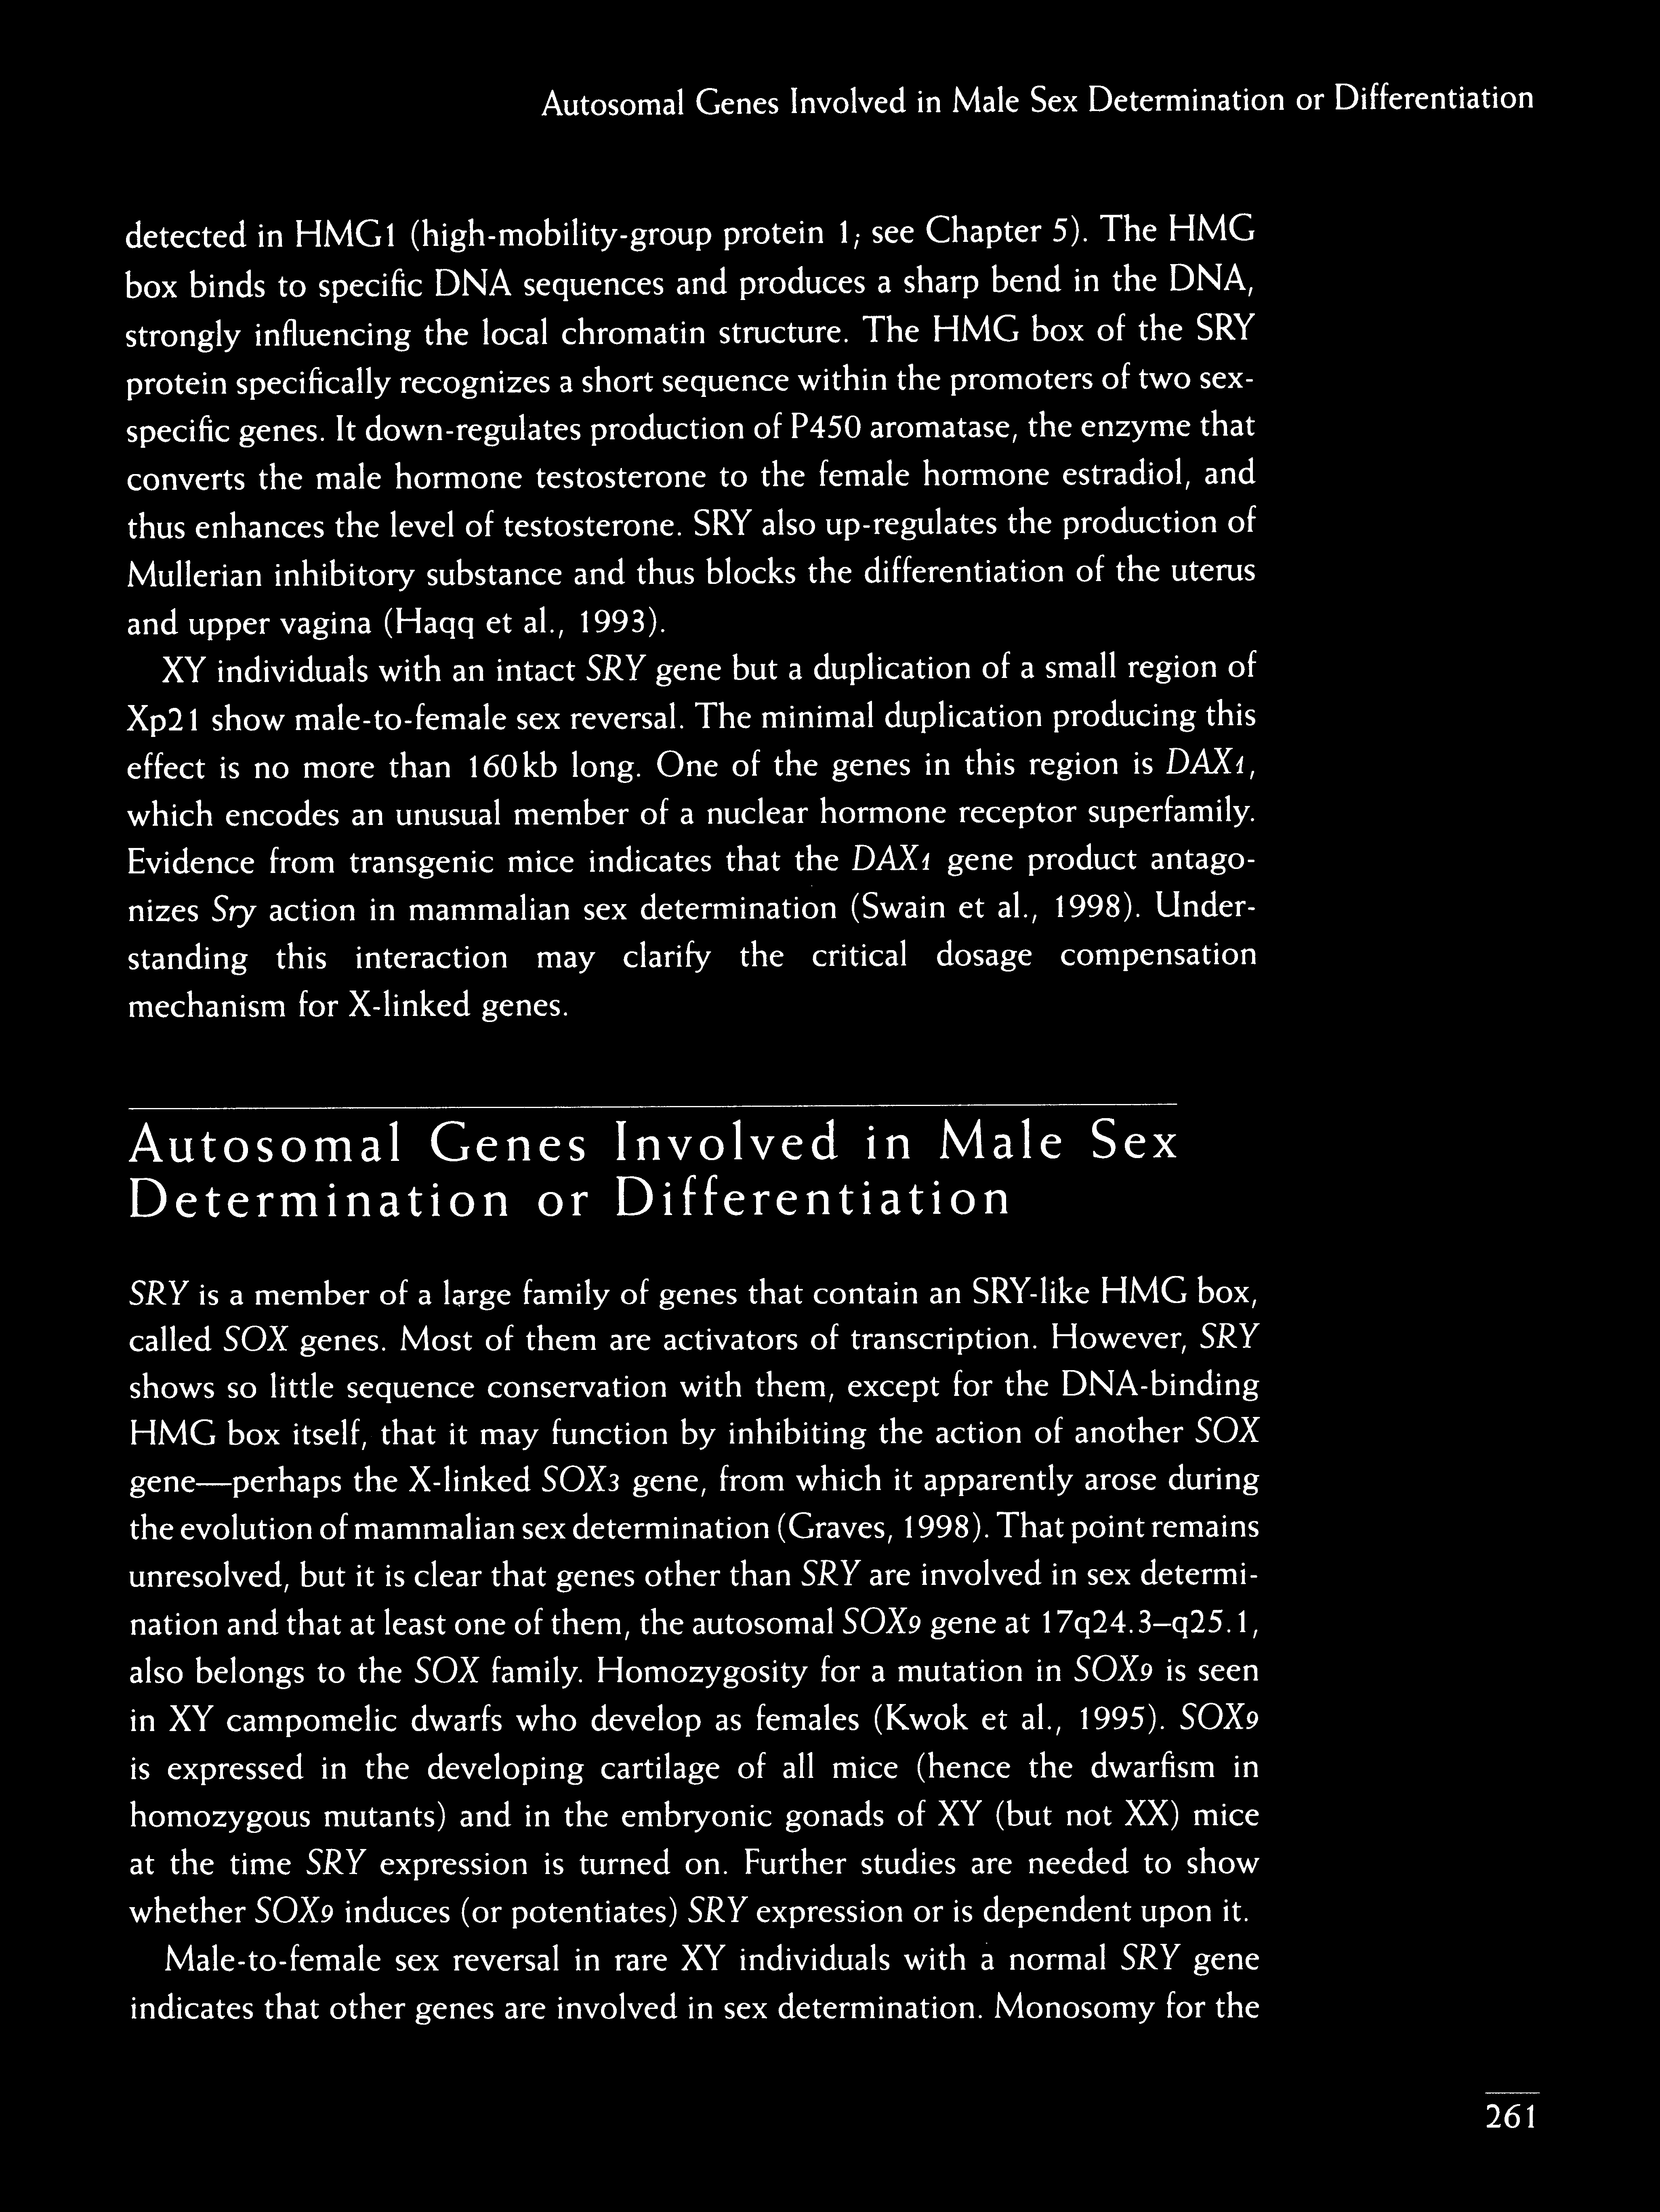 Autosomal Genes Involved in Male Sex Determination or Differentiation
detected in HMG1 (high-mobility-group protein 1; see Chapter 5). The HMG
box binds to specific DNA sequences and produces a sharp bend in the DNA,
strongly influencing the local chromatin structure. The HMG box of the SRY
protein specifically recognizes a short sequence within the promoters of two sex-
specific genes. It down-regulates production of P450 aromatase, the enzyme that
converts the male hormone testosterone to the female hormone estradiol, and
thus enhances the level of testosterone. SRY also up-regulates the production of
Mullerian inhibitory substance and thus blocks the differentiation of the uterus
and upper vagina (Haqq et al., 1993).
XY individuals with an intact SRY gene but a duplication of a small region of
Xp21 show male-to-female sex reversal. The minimal duplication producing this
effect is no more than 160kb long. One of the genes in this region is DAX1,
which encodes an unusual member of a nuclear hormone receptor superfamily.
Evidence from transgenic mice indicates that the DAX1 gene product antago-
nizes Sry action in mammalian sex determination (Swain et al., 1998). Under-
standing this interaction may clarify the critical dosage compensation
mechanism for X-linked genes.
Autosomal Genes Involved in Male Sex
Determination or Differentiation
SRY is a member of a large family of genes that contain an SRY-like HMG box,
called SOX genes. Most of them are activators of transcription. However, SRY
shows so little sequence conservation with them, except for the DNA-binding
HMG box itself, that it may function by inhibiting the action of another SOX
gene—perhaps the X-linked SOX3 gene, from which it apparently arose during
the evolution of mammalian sex determination (Graves, 1998). That point remains
unresolved, but it is clear that genes other than SRY are involved in sex determi-
nation and that at least one of them, the autosomal SOX9 gene at 17q24.3–q25.1,
also belongs to the SOX family. Homozygosity for a mutation in SOX9 is seen
in XY campomelic dwarfs who develop as females (Kwok et al., 1995). SOX9
is expressed in the developing cartilage of all mice (hence the dwarfism in
homozygous mutants) and in the embryonic gonads of XY (but not XX) mice
at the time SRY expression is turned on. Further studies are needed to show
whether SOX9 induces (or potentiates) SRY expression or is dependent upon it.
Male-to-female sex reversal in rare XY individuals with a normal SRY gene
indicates that other genes are involved in sex determination. Monosomy for the
261